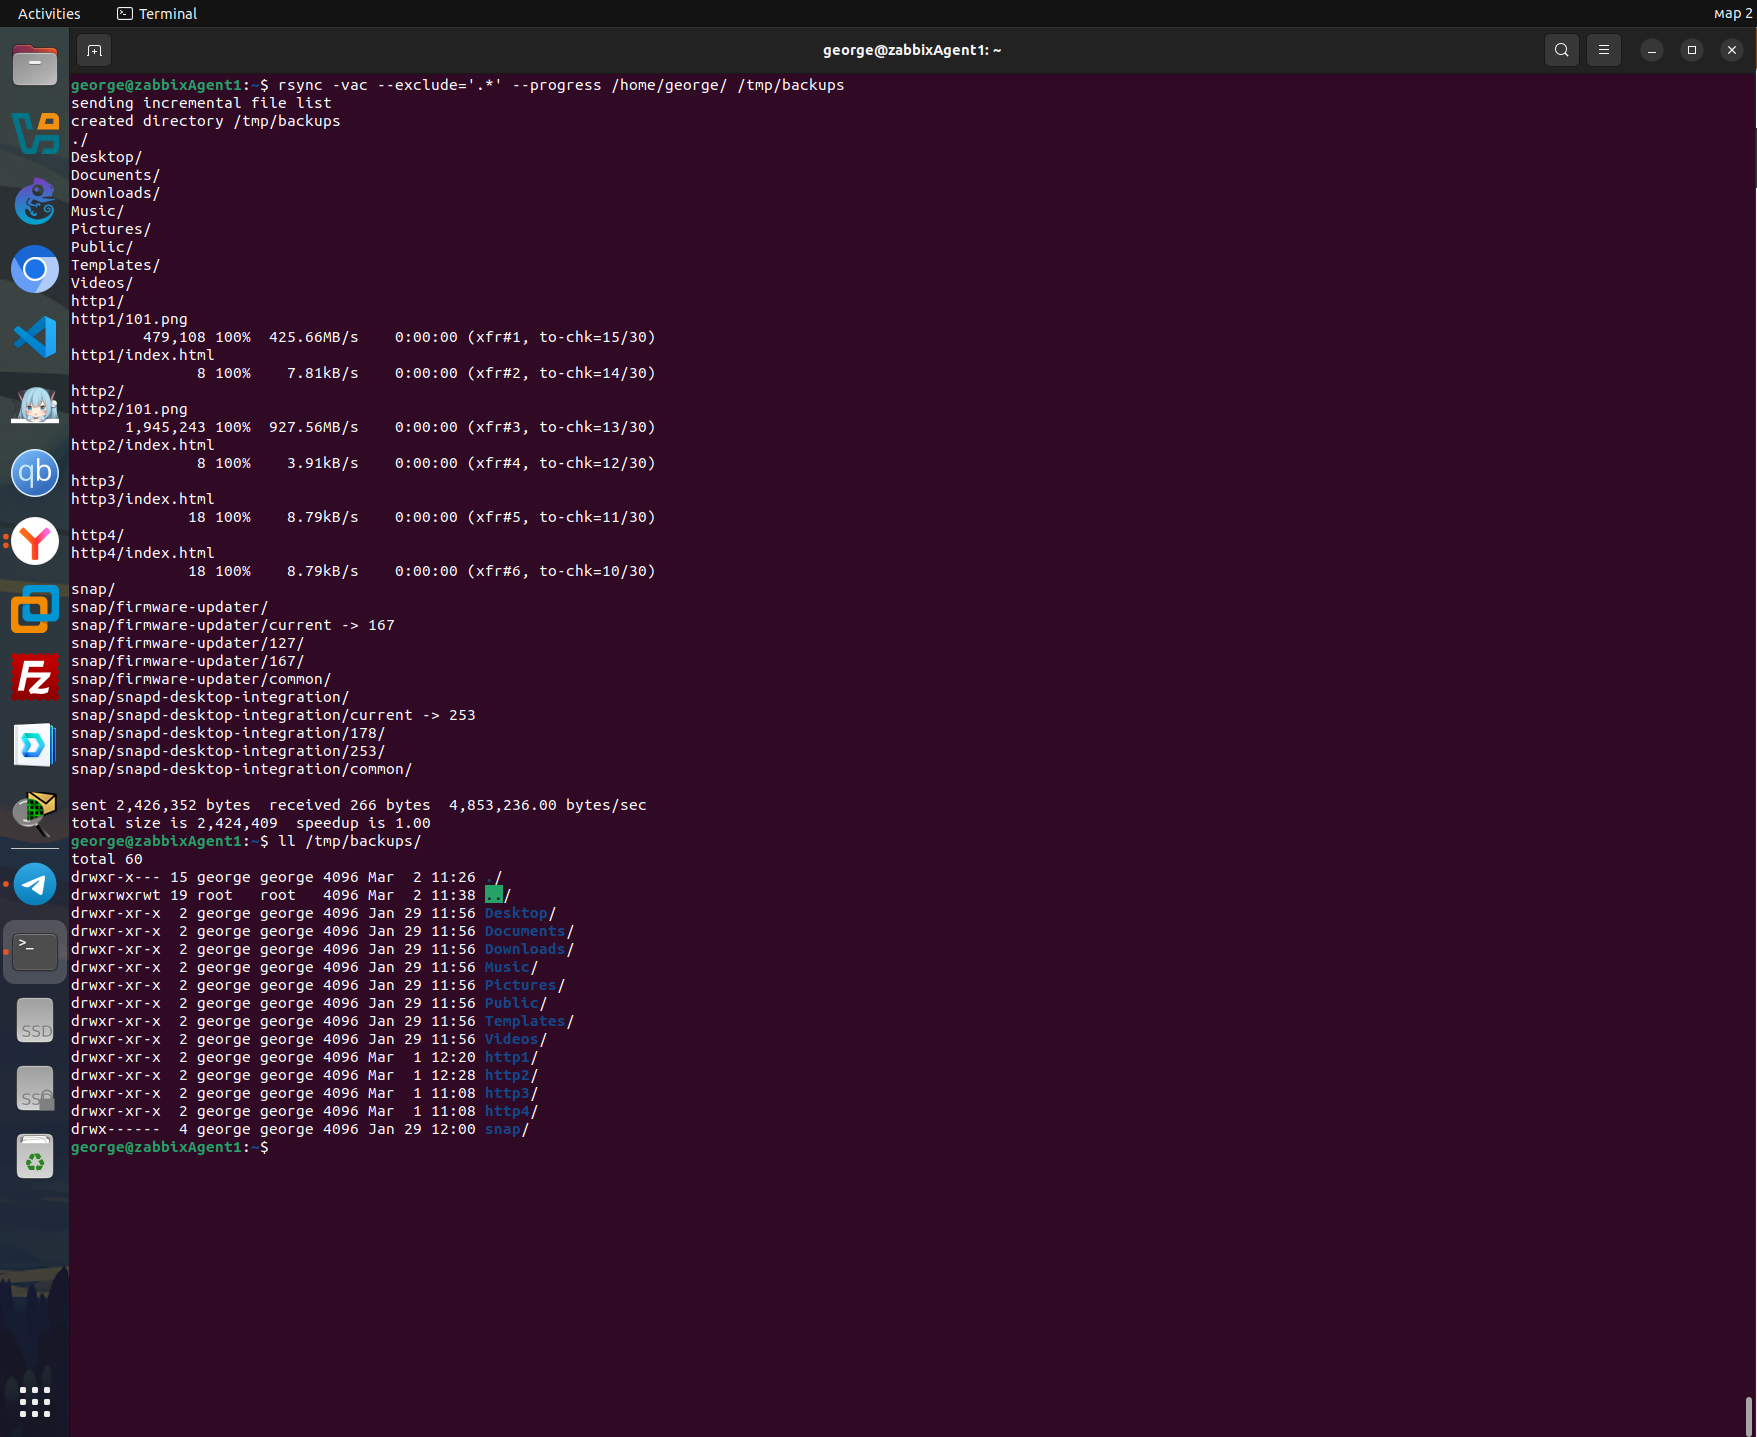 Activities
Terminal
мар 2
george@zabbixAgent1: ~
george@zabbixAgent1:~$ rsync -vac --exclude='.*' --progress /home/george/ /tmp/backups
sending incremental file list
created directory /tmp/backups
./
Desktop/
Documents/
Downloads/
Music/
Pictures/
Public/
Templates/
Videos/
http1/
http1/101.png
479,108 100%  425.66MB/s    0:00:00 (xfr#1, to-chk=15/30)
http1/index.html
8 100%    7.81kB/s    0:00:00 (xfr#2, to-chk=14/30)
http2/
http2/101.png
1,945,243 100%  927.56MB/s    0:00:00 (xfr#3, to-chk=13/30)
http2/index.html
8 100%    3.91kB/s    0:00:00 (xfr#4, to-chk=12/30)
http3/
http3/index.html
18 100%    8.79kB/s    0:00:00 (xfr#5, to-chk=11/30)
http4/
http4/index.html
18 100%    8.79kB/s    0:00:00 (xfr#6, to-chk=10/30)
snap/
snap/firmware-updater/
snap/firmware-updater/current -> 167
snap/firmware-updater/127/
snap/firmware-updater/167/
snap/firmware-updater/common/
snap/snapd-desktop-integration/
snap/snapd-desktop-integration/current -> 253
snap/snapd-desktop-integration/178/
snap/snapd-desktop-integration/253/
snap/snapd-desktop-integration/common/
sent 2,426,352 bytes  received 266 bytes  4,853,236.00 bytes/sec
total size is 2,424,409  speedup is 1.00
george@zabbixAgent1:~$ ll /tmp/backups/
total 60
drwxr-x--- 15 george george 4096 Mar  2 11:26 ./
drwxrwxrwt 19 root   root   4096 Mar  2 11:38 ../
drwxr-xr-x  2 george george 4096 Jan 29 11:56 Desktop/
drwxr-xr-x  2 george george 4096 Jan 29 11:56 Documents/
drwxr-xr-x  2 george george 4096 Jan 29 11:56 Downloads/
drwxr-xr-x  2 george george 4096 Jan 29 11:56 Music/
drwxr-xr-x  2 george george 4096 Jan 29 11:56 Pictures/
drwxr-xr-x  2 george george 4096 Jan 29 11:56 Public/
drwxr-xr-x  2 george george 4096 Jan 29 11:56 Templates/
drwxr-xr-x  2 george george 4096 Jan 29 11:56 Videos/
drwxr-xr-x  2 george george 4096 Mar  1 12:20 http1/
drwxr-xr-x  2 george george 4096 Mar  1 12:28 http2/
drwxr-xr-x  2 george george 4096 Mar  1 11:08 http3/
drwxr-xr-x  2 george george 4096 Mar  1 11:08 http4/
drwx------  4 george george 4096 Jan 29 12:00 snap/
george@zabbixAgent1:~$
qb
Fz
>_
SSD
SSD